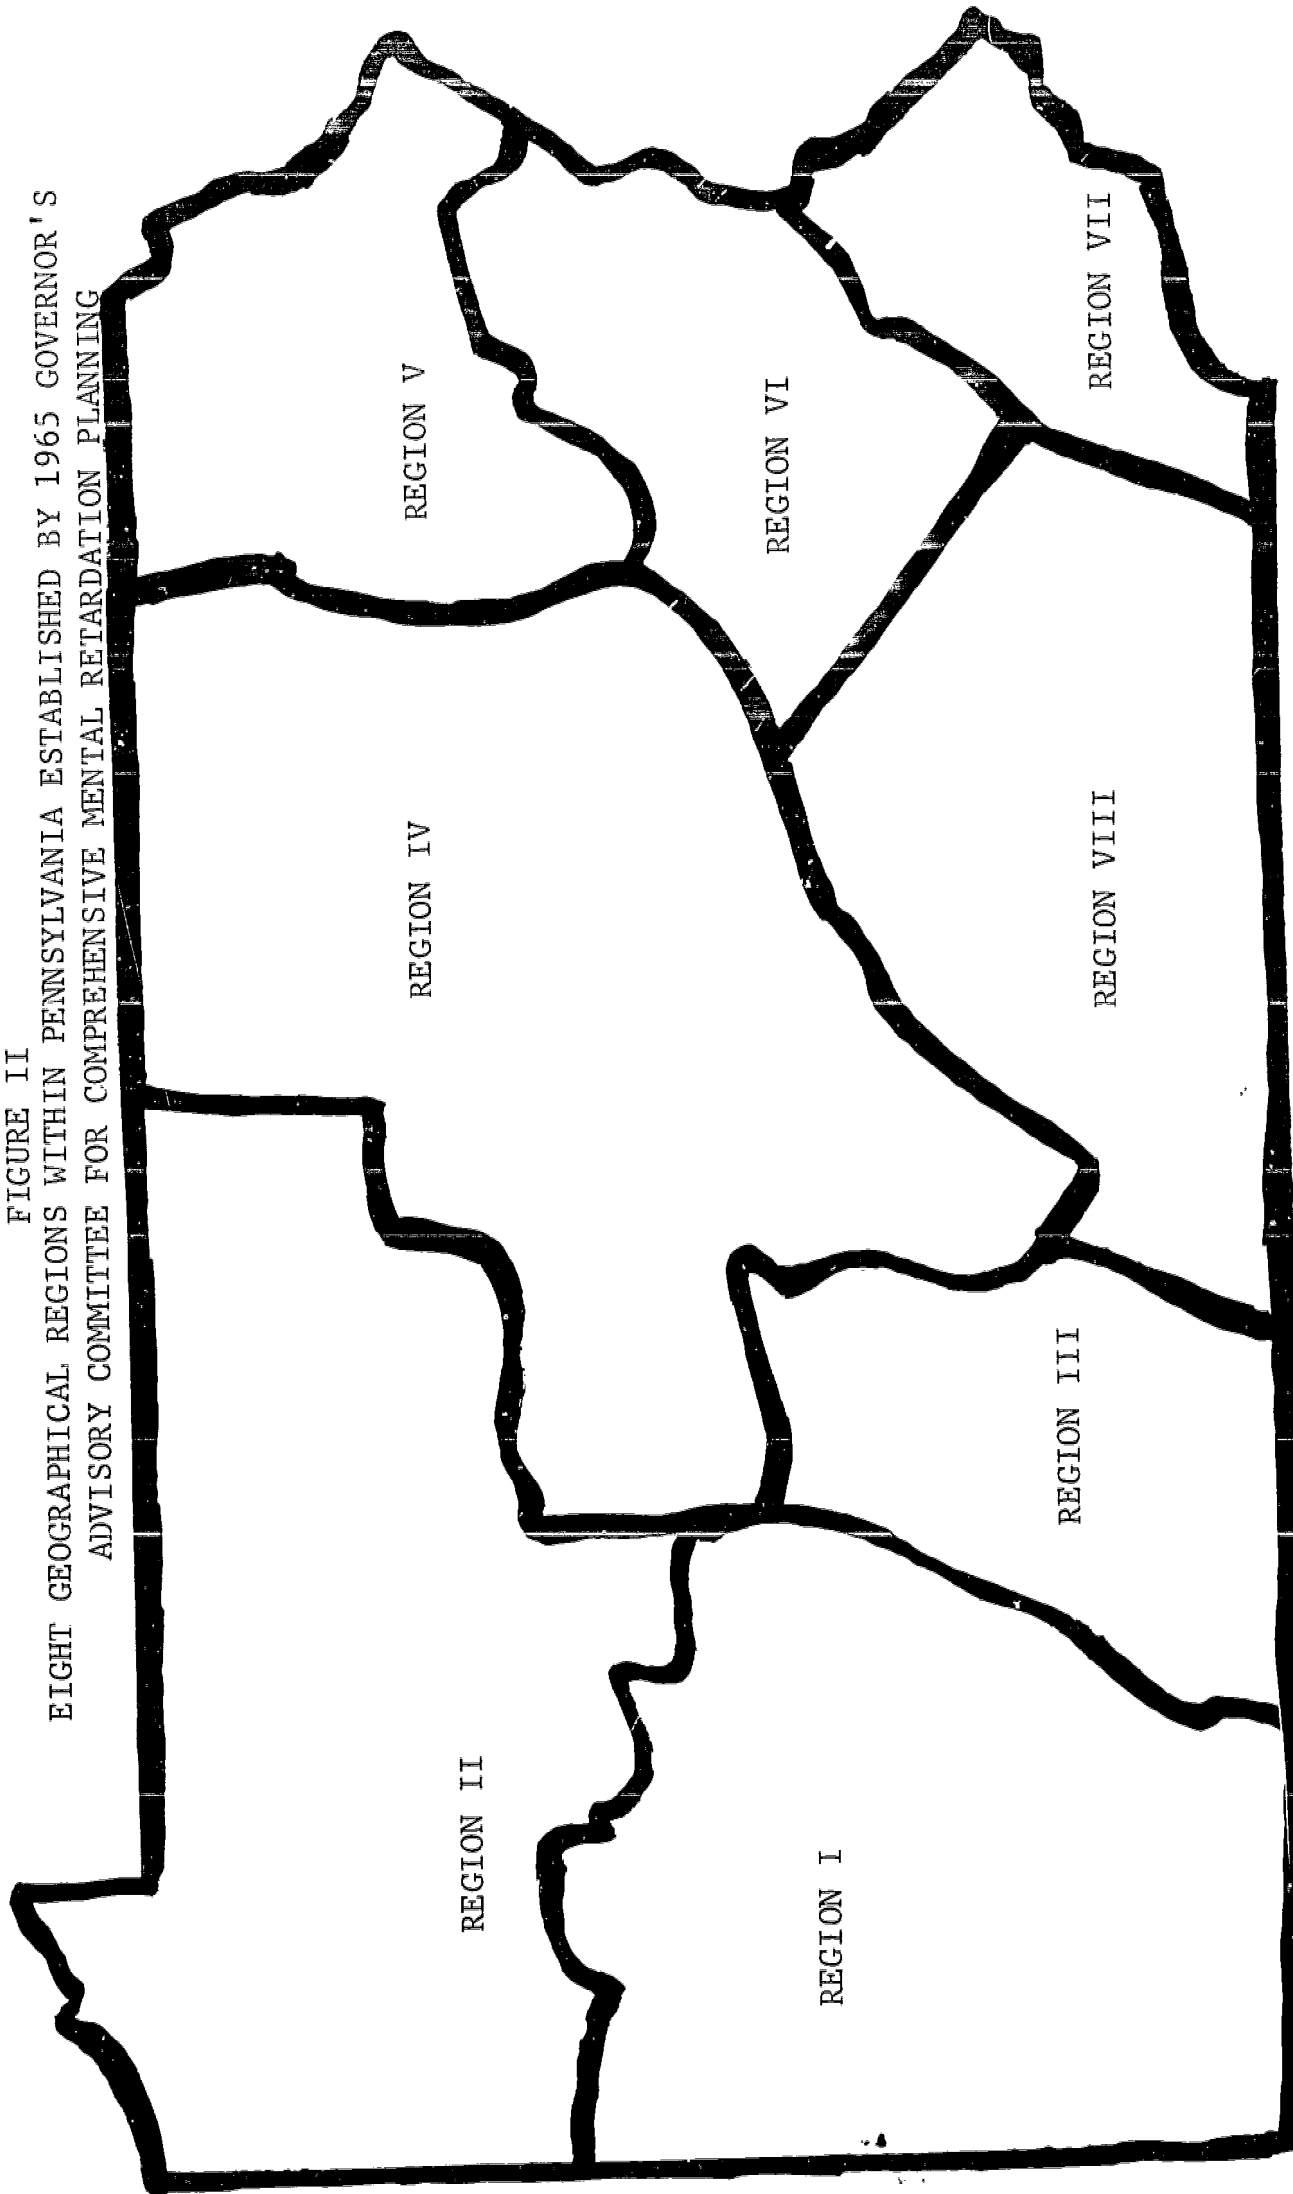 FIGURE II
EIGHT GEOGRAPHICAL REGIONS WITHIN PENNSYLVANIA ESTABLISHED BY 1965 GOVERNOR'S
ADVISORY COMMITTEE FOR COMPREHENSIVE MENTAL RETARDATION PLANNING
REGION II
REGION IV
REGION V
REGION I
REGION VI
REGION III
REGION VIII
REGION VII